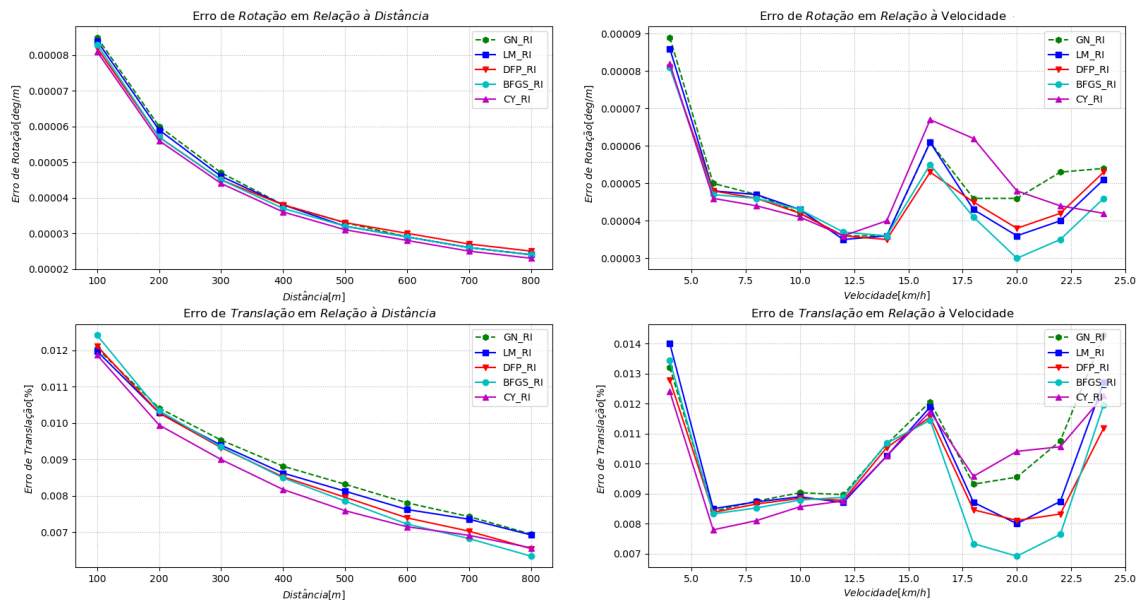 Erro de Rotação em Relação à Distância
Erro de Rotação[deg/m]
0.00008
0.00007
0.00006
0.00005
0.00004
0.00003
0.00002
GN_RI
LM_RI
DFP_RI
BFGS_RI
CY_RI
100 200 300 400 500 600 700 800
Distância[m]
Erro de Rotação em Relação à Velocidade
Erro de Rotação[deg/m]
0.00009
0.00008
0.00007
0.00006
0.00005
0.00004
0.00003
GN_RI
LM_RI
DFP_RI
BFGS_RI
CY_RI
5.0 7.5 10.0 12.5 15.0 17.5 20.0 22.5 25.0
Velocidade[km/h]
Erro de Translação em Relação à Distância
Erro de Translação[%]
0.012
0.011
0.010
0.009
0.008
0.007
GN_RI
LM_RI
DFP_RI
BFGS_RI
CY_RI
100 200 300 400 500 600 700 800
Distância[m]
Erro de Translação em Relação à Velocidade
Erro de Translação[%]
0.014
0.013
0.012
0.011
0.010
0.009
0.008
0.007
GN_RI
LM_RI
DFP_RI
BFGS_RI
CY_RI
5.0 7.5 10.0 12.5 15.0 17.5 20.0 22.5 25.0
Velocidade[km/h]